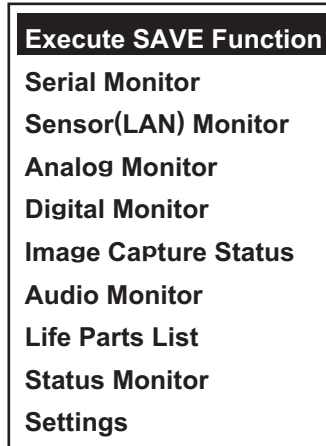 Execute SAVE Function
Serial Monitor
Sensor(LAN) Monitor
Analog Monitor
Digital Monitor
Image Capture Status
Audio Monitor
Life Parts List
Status Monitor
Settings